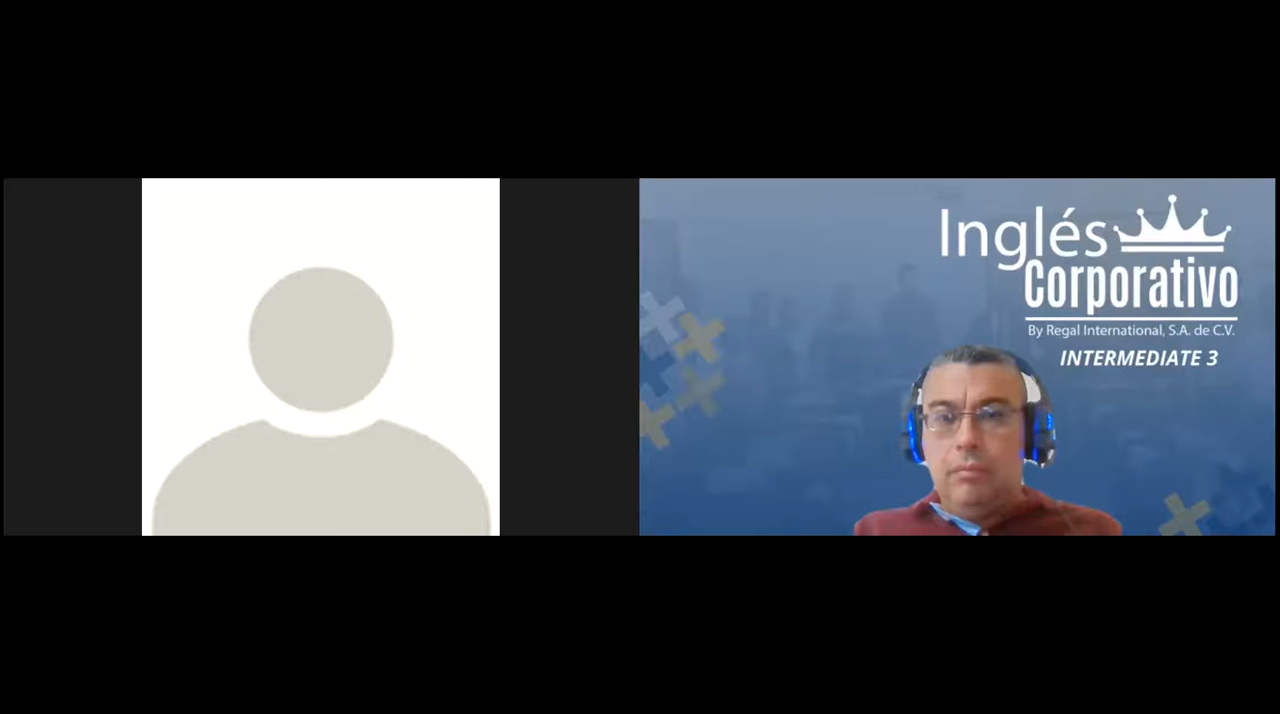 Inglés
Corporativo
By Regal International, S.A. de C.V.
INTERMEDIATE 3